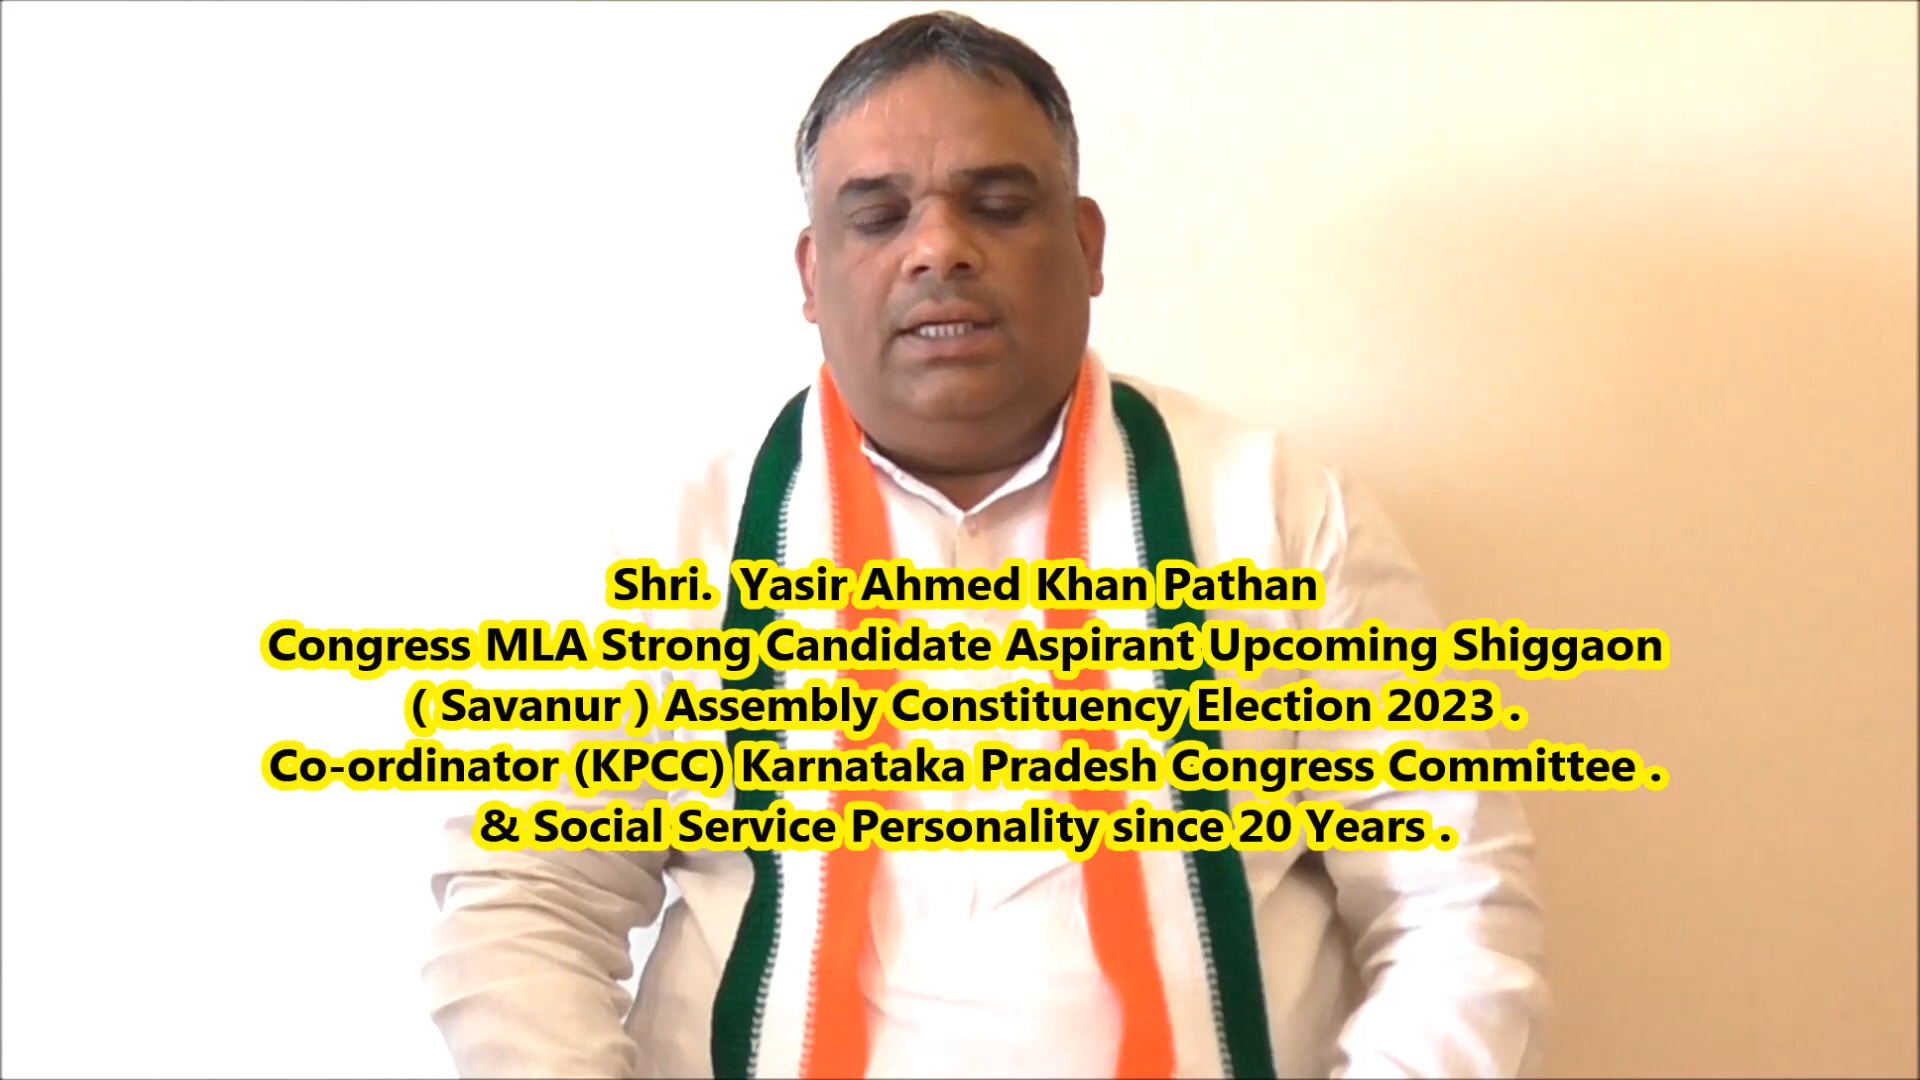 Shri.  Yasir Ahmed Khan Pathan
Congress MLA Strong Candidate Aspirant Upcoming Shiggaon
( Savanur ) Assembly Constituency Election 2023 .
Co-ordinator (KPCC) Karnataka Pradesh Congress Committee .
& Social Service Personality since 20 Years .